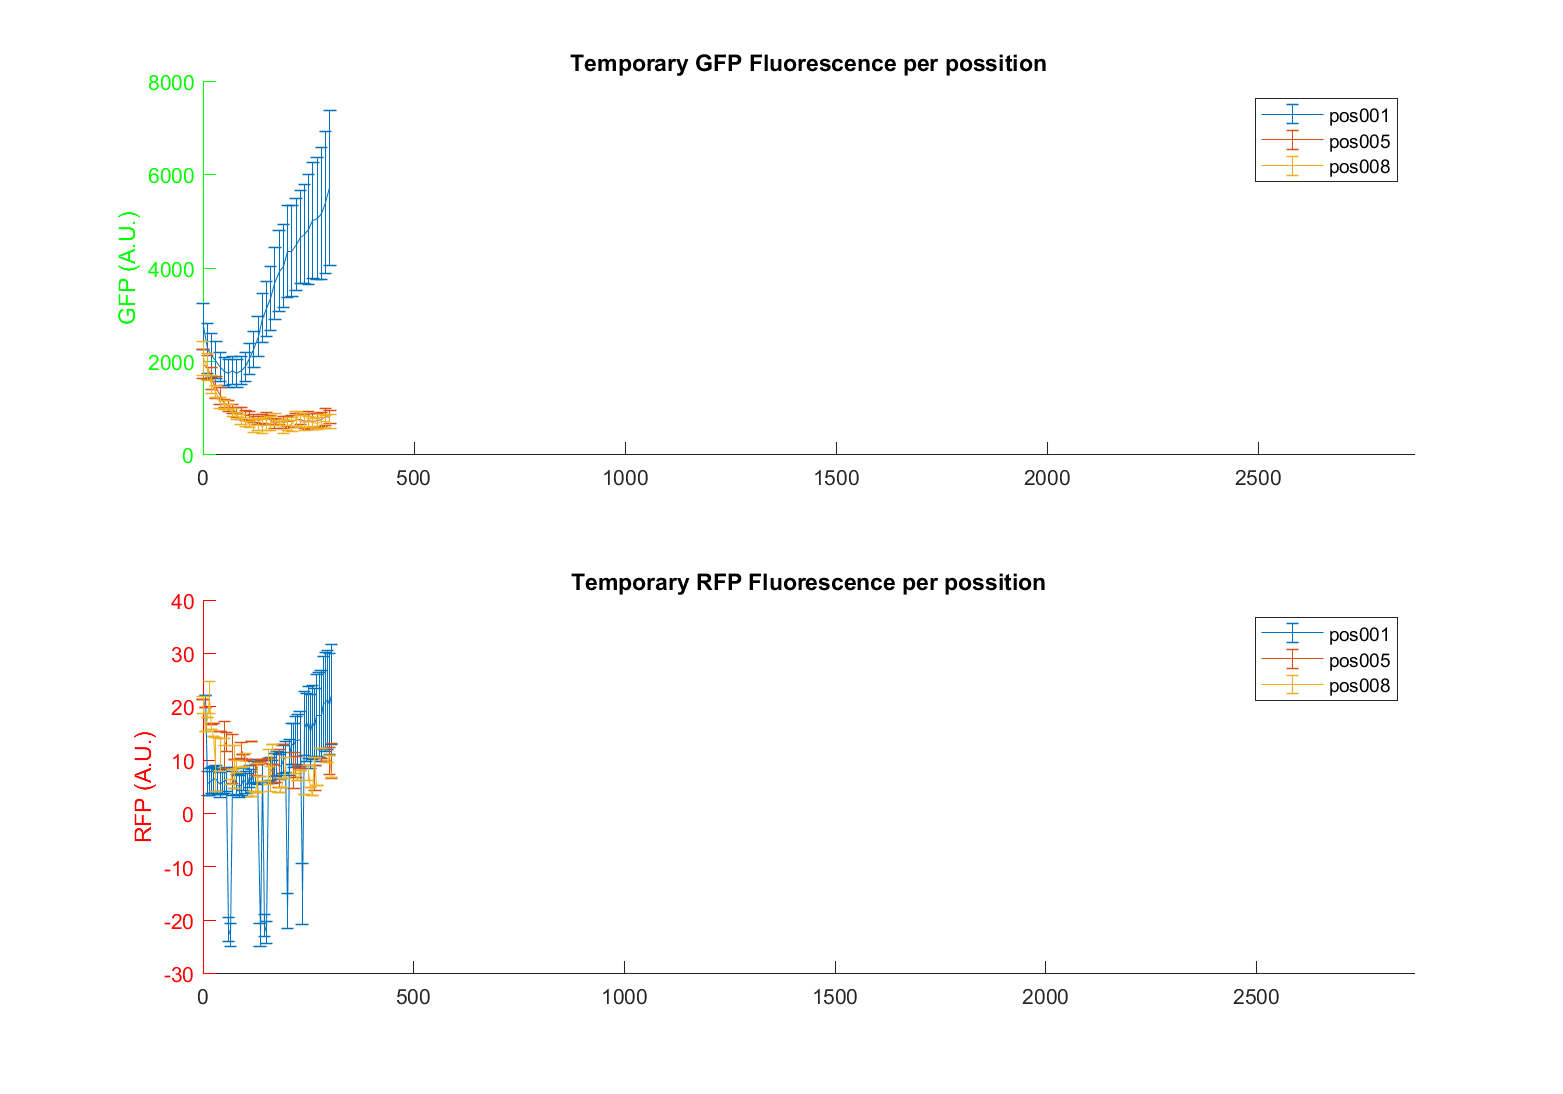 Temporary GFP Fluorescence per possition
8000
6000
4000
2000
0
GFP (A.U.)
pos001
pos005
pos008
0 500 1000 1500 2000 2500
Temporary RFP Fluorescence per possition
40
30
20
10
0
-10
-20
-30
RFP (A.U.)
pos001
pos005
pos008
0 500 1000 1500 2000 2500